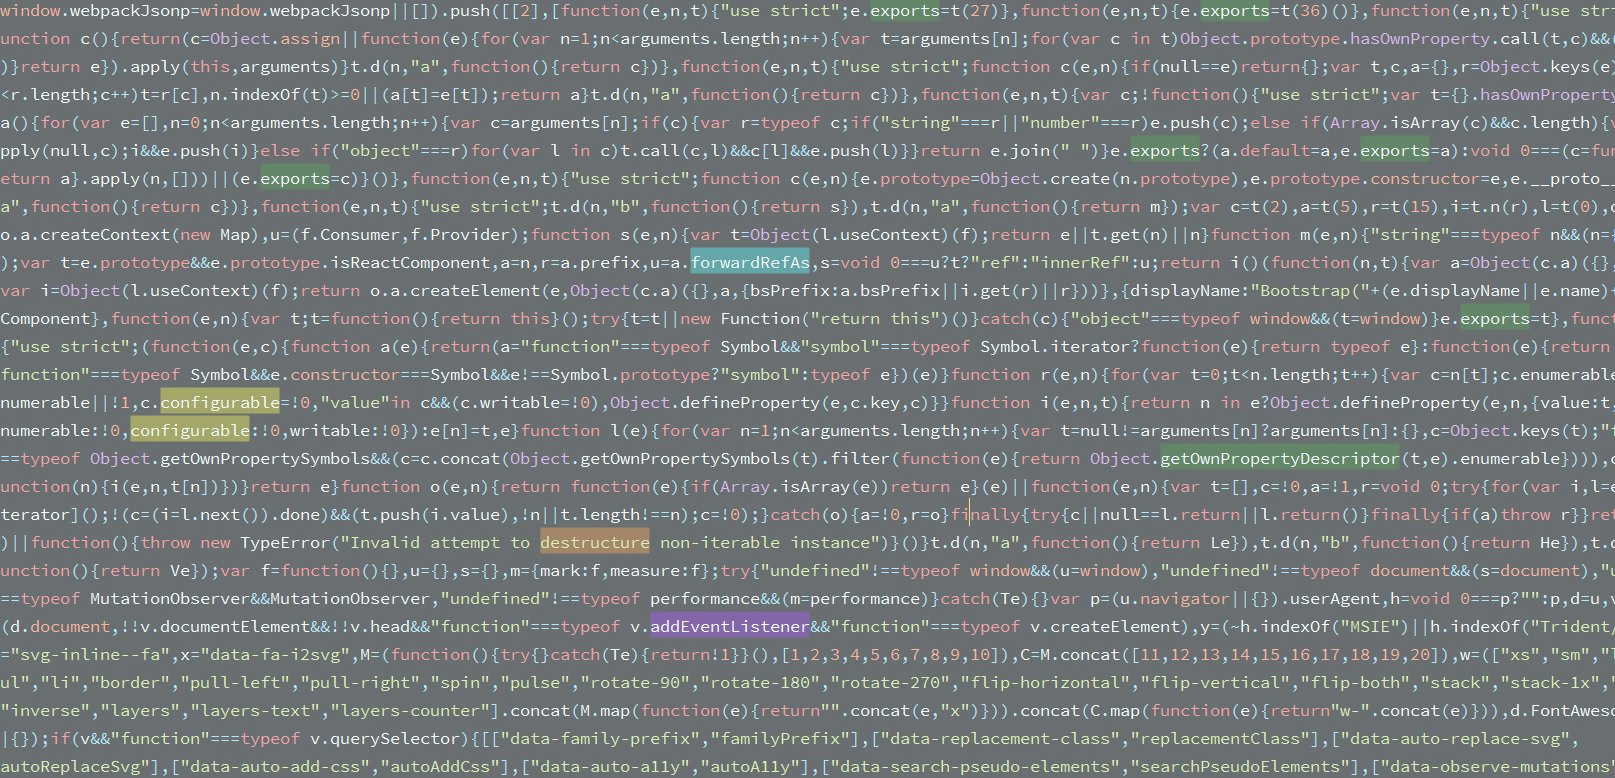 window.webpackJsonp=window.webpackJsonp||[]).push([[2],[function(e,n,t){"use strict";e.exports=t(27)},function(e,n,t){e.exports=t(36)()},function(e,n,t){"use str
unction c(){return(c=Object.assign||function(e){for(var n=1;n<arguments.length;n++){var t=arguments[n];for(var c in t)Object.prototype.hasOwnProperty.call(t,c)&&(
)}return e}).apply(this,arguments)}t.d(n,"a",function(){return c})},function(e,n,t){"use strict";function c(e,n){if(null==e)return{};var t,c,a={},r=Object.keys(e)
<r.length;c++)t=r[c],n.indexOf(t)>=0||(a[t]=e[t]);return a}t.d(n,"a",function(){return c})},function(e,n,t){var c;!function(){"use strict";var t={}.hasOwnProperty
a(){for(var e=[],n=0;n<arguments.length;n++){var c=arguments[n];if(c){var r=typeof c;if("string"===r||"number"===r)e.push(c);else if(Array.isArray(c)&&c.length){v
pply(null,c);i&&e.push(i)}else if("object"===r)for(var l in c)t.call(c,l)&&c[l]&&e.push(l)}}return e.join(" ")}e.exports?(a.default=a,e.exports=a):void 0===(c=fun
eturn a}.apply(n,[]))||(e.exports=c)}()},function(e,n,t){"use strict";function c(e,n){e.prototype=Object.create(n.prototype),e.prototype.constructor=e,e.__proto__
a",function(){return c})},function(e,n,t){"use strict";t.d(n,"b",function(){return s}),t.d(n,"a",function(){return m});var c=t(2),a=t(5),r=t(15),i=t.n(r),l=t(0),o
o.a.createContext(new Map),u=(f.Consumer,f.Provider);function s(e,n){var t=Object(l.useContext)(f);return e||t.get(n)||n}function m(e,n){"string"===typeof n&&(n={
);var t=e.prototype&&e.prototype.isReactComponent,a=n,r=a.prefix,u=a.forwardRefAs,s=void 0===u?t?"ref":"innerRef":u;return i()(function(n,t){var a=Object(c.a)({},
var i=Object(l.useContext)(f);return o.a.createElement(e,Object(c.a)({},a,{bsPrefix:a.bsPrefix||i.get(r)||r}))},{displayName:"Bootstrap("+(e.displayName||e.name)+
Component},function(e,n){var t;t=function(){return this}();try{t=t||new Function("return this")()}catch(c){"object"===typeof window&&(t=window)}e.exports=t},funct
{"use strict";(function(e,c){function a(e){return(a="function"===typeof Symbol&&"symbol"===typeof Symbol.iterator?function(e){return typeof e}:function(e){return
function"===typeof Symbol&&e.constructor===Symbol&&e!==Symbol.prototype?"symbol":typeof e})(e)}function r(e,n){for(var t=0;t<n.length;t++){var c=n[t];c.enumerable
numerable||!1,c.configurable=!0,"value"in c&&(c.writable=!0),Object.defineProperty(e,c.key,c)}}function i(e,n,t){return n in e?Object.defineProperty(e,n,{value:t,
numerable:!0,configurable:!0,writable:!0}):e[n]=t,e}function l(e){for(var n=1;n<arguments.length;n++){var t=null!=arguments[n]?arguments[n]:{},c=Object.keys(t);"f
==typeof Object.getOwnPropertySymbols&&(c=c.concat(Object.getOwnPropertySymbols(t).filter(function(e){return Object.getOwnPropertyDescriptor(t,e).enumerable}))),c
unction(n){i(e,n,t[n])})}return e}function o(e,n){return function(e){if(Array.isArray(e))return e}(e)||function(e,n){var t=[],c=!0,a=!1,r=void 0;try{for(var i,l=e
terator]();!(c=(i=l.next()).done)&&(t.push(i.value),!n||t.length!==n);c=!0);}catch(o){a=!0,r=o}finally{try{c||null==l.return||l.return()}finally{if(a)throw r}}ret
)||function(){throw new TypeError("Invalid attempt to destructure non-iterable instance")}()}t.d(n,"a",function(){return Le}),t.d(n,"b",function(){return He}),t.d
unction(){return Ve});var f=function(){},u={},s={},m={mark:f,measure:f};try{"undefined"!==typeof window&&(u=window),"undefined"!==typeof document&&(s=document),"u
==typeof MutationObserver&&MutationObserver,"undefined"!==typeof performance&&(m=performance)}catch(Te){}var p=(u.navigator||{}).userAgent,h=void 0===p?"":p,d=u,v
(d.document,!!v.documentElement&&!!v.head&&"function"===typeof v.addEventListener&&"function"===typeof v.createElement),y=(~h.indexOf("MSIE")||h.indexOf("Trident/
="svg-inline--fa",x="data-fa-i2svg",M=(function(){try{}catch(Te){return!1}}(),[1,2,3,4,5,6,7,8,9,10]),C=M.concat([11,12,13,14,15,16,17,18,19,20]),w=(["xs","sm","l
ul","li","border","pull-left","pull-right","spin","pulse","rotate-90","rotate-180","rotate-270","flip-horizontal","flip-vertical","flip-both","stack","stack-1x","
"inverse","layers","layers-text","layers-counter"].concat(M.map(function(e){return"".concat(e,"x")})).concat(C.map(function(e){return"w-".concat(e)})),d.FontAweso
|{});if(v&&"function"===typeof v.querySelector){[["data-family-prefix","familyPrefix"],["data-replacement-class","replacementClass"],["data-auto-replace-svg",
autoReplaceSvg"],["data-auto-add-css","autoAddCss"],["data-auto-a11y","autoA11y"],["data-search-pseudo-elements","searchPseudoElements"],["data-observe-mutations"